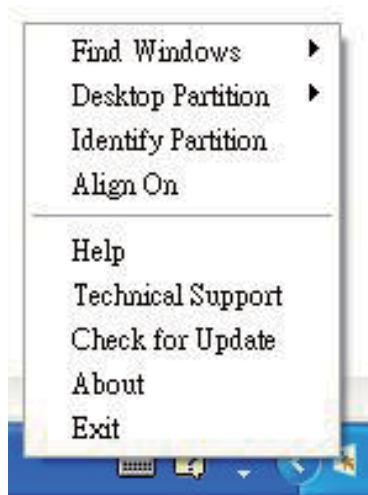 Find Windows
Desktop Partition
Identify Partition
Align On
Help
Technical Support
Check for Update
About
Exit